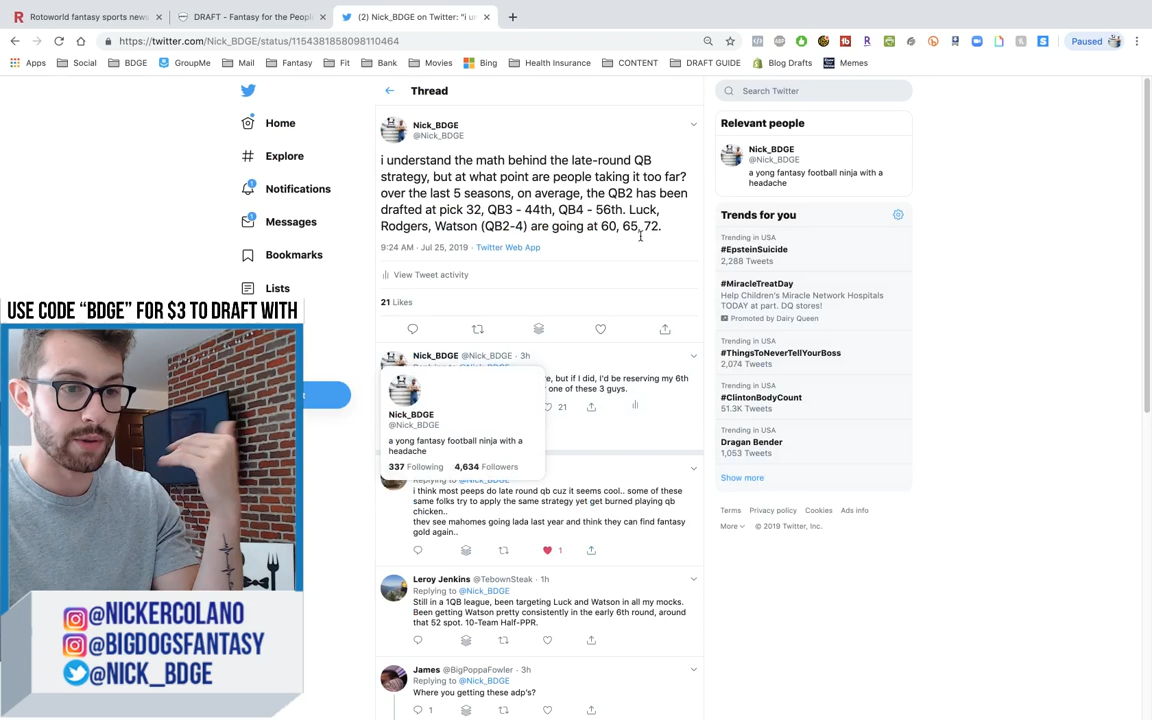 Rotoworld fantasy sports news
DRAFT - Fantasy for the People
(2) Nick_BDGE on Twitter: "i un
https://twitter.com/Nick_BDGE/status/1154381858098110464
Paused
Apps
Social
BDGE
GroupMe
Mail
Fantasy
Fit
Bank
Movies
Bing
Health Insurance
CONTENT
DRAFT GUIDE
Blog Drafts
Memes
Home
Explore
Notifications
Messages
Bookmarks
Lists
Thread
Nick_BDGE
@Nick_BDGE
i understand the math behind the late-round QB
strategy, but at what point are people taking it too far?
over the last 5 seasons, on average, the QB2 has been
drafted at pick 32, QB3 - 44th, QB4 - 56th. Luck,
Rodgers, Watson (QB2-4) are going at 60, 65, 72.
9:24 AM · Jul 25, 2019 · Twitter Web App
View Tweet activity
21 Likes
Nick_BDGE @Nick_BDGE · 3h
re, but if I did, I'd be reserving my 6th
one of these 3 guys.
21
Nick_BDGE
@Nick_BDGE
a yong fantasy football ninja with a
headache
337 Following 4,634 Followers
Replying to @Nick_BDGE
i think most peeps do late round qb cuz it seems cool.. some of these
same folks try to apply the same strategy yet get burned playing qb
chicken..
they see mahomes going lada last year and think they can find fantasy
gold again..
1
Leroy Jenkins @TebownSteak · 1h
Replying to @Nick_BDGE
Still in a 1QB league, been targeting Luck and Watson in all my mocks.
Been getting Watson pretty consistently in the early 6th round, around
that 52 spot. 10-Team Half-PPR.
James @BigPoppaFowler · 3h
Replying to @Nick_BDGE
Where you getting these adp's?
1
Search Twitter
Relevant people
Nick_BDGE
@Nick_BDGE
a yong fantasy football ninja with a
headache
Trends for you
Trending in USA
#EpsteinSuicide
2,288 Tweets
#MiracleTreatDay
Help Children's Miracle Network Hospitals
TODAY at part. DQ stores!
Promoted by Dairy Queen
Trending in USA
#ThingsToNeverTellYourBoss
2,074 Tweets
Trending in USA
#ClintonBodyCount
51.3K Tweets
Trending in USA
Dragan Bender
1,053 Tweets
Show more
Terms Privacy policy Cookies Ads info
More © 2019 Twitter, Inc.
USE CODE "BDGE" FOR $3 TO DRAFT WITH
@NICKERCOLANO
@BIGDOGSFANTASY
@NICK_BDGE